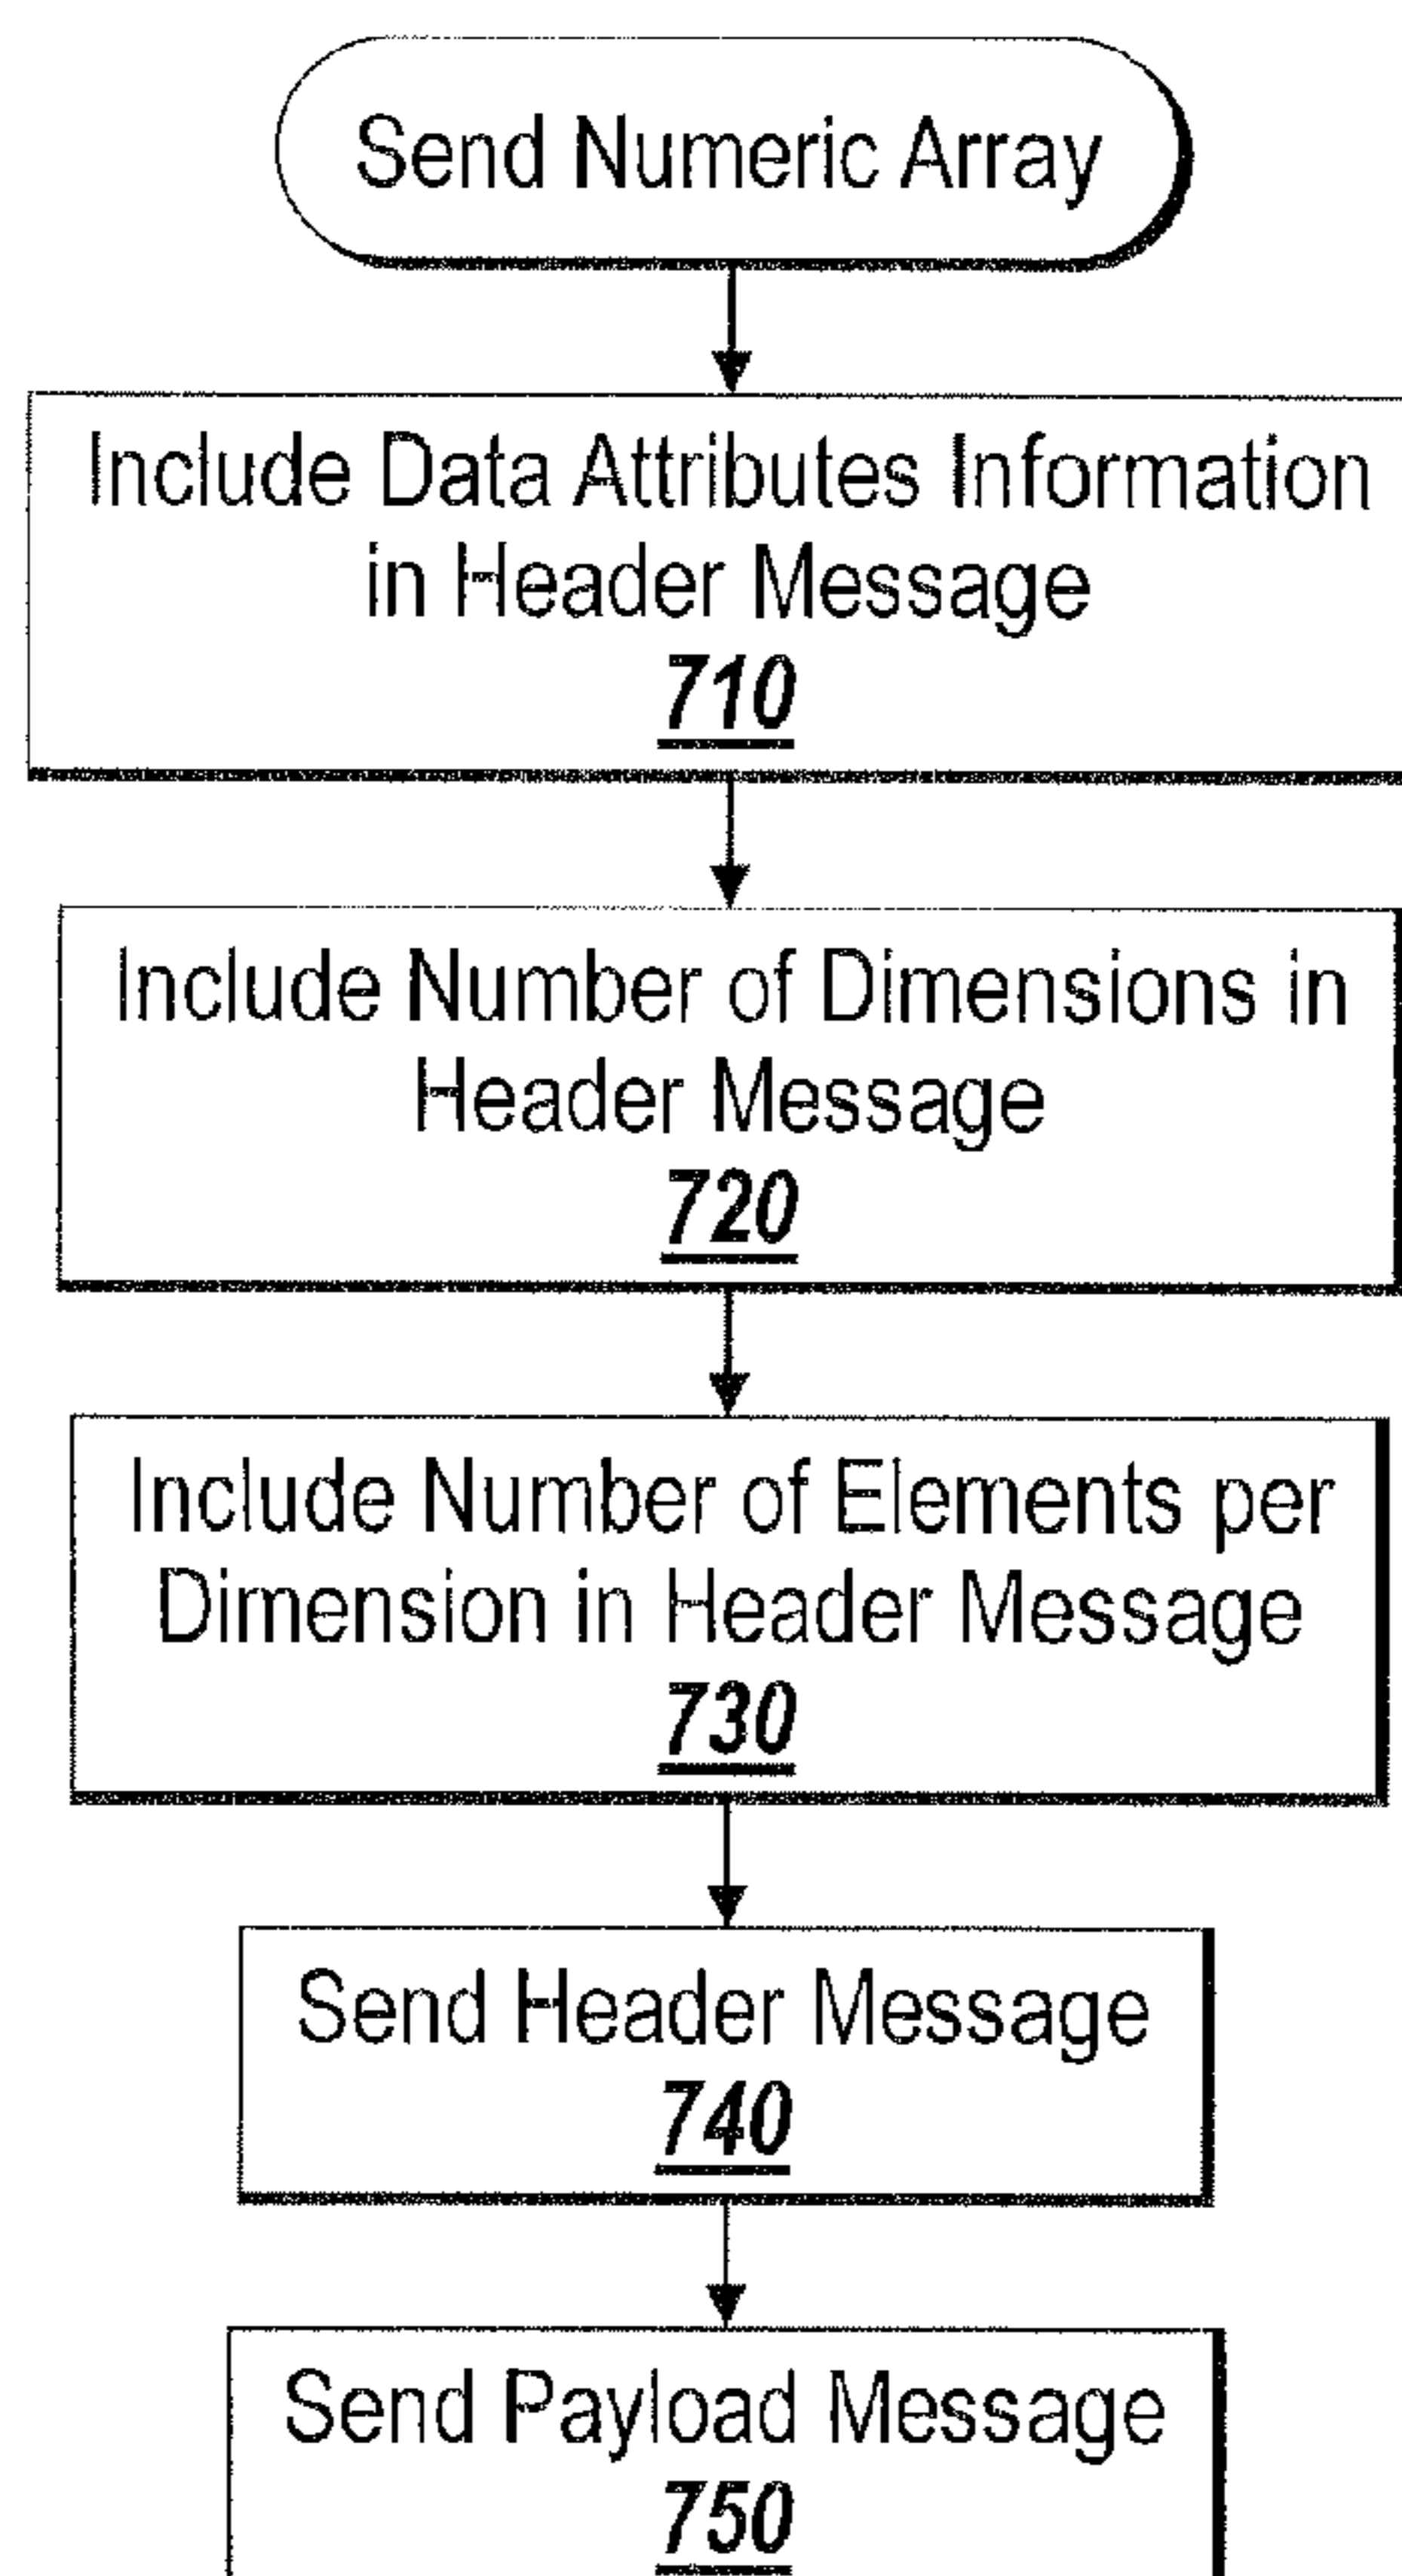 Send Numeric Array
Include Data Attributes Information
in Header Message
710
Include Number of Dimensions in
Header Message
720
Include Number of Elements per
Dimension in Header Message
730
Send Header Message
740
Send Payload Message
750